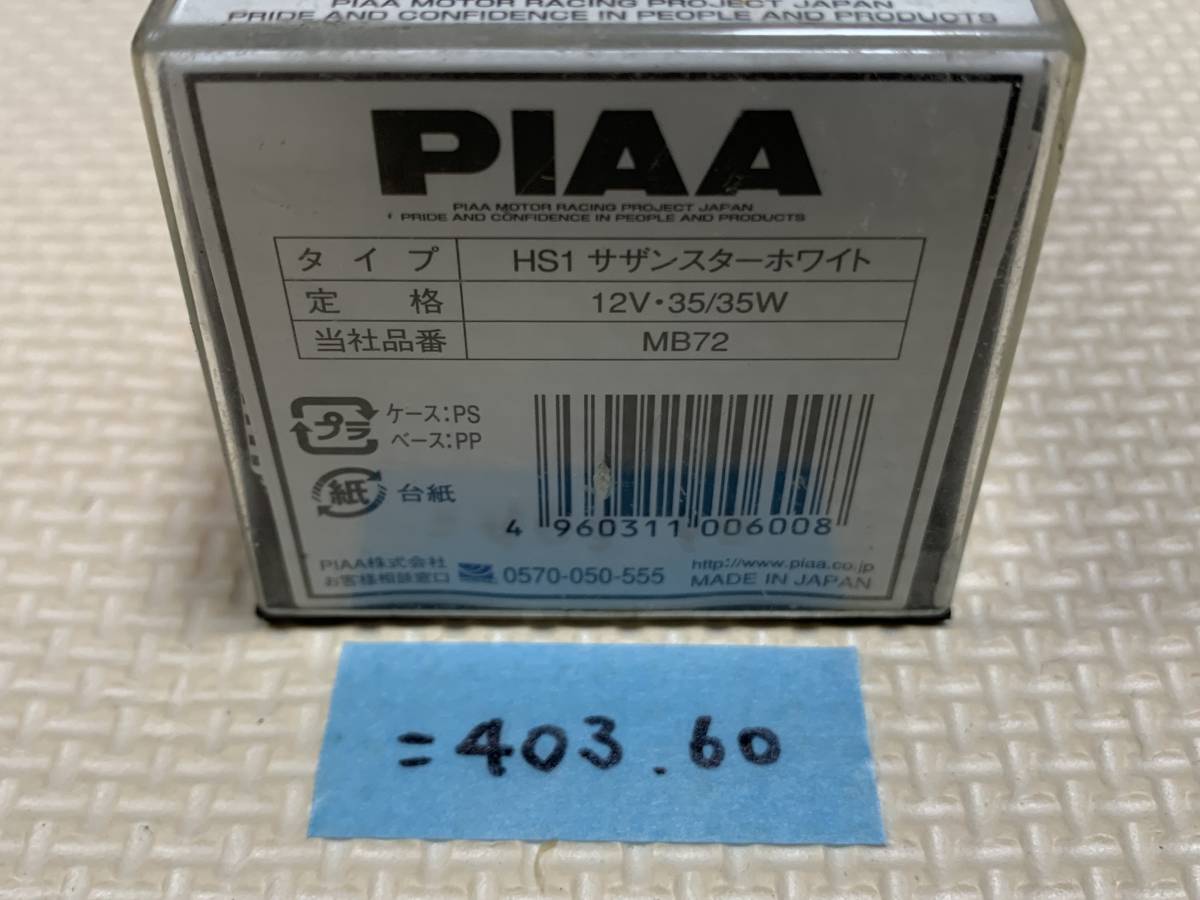 PIAA MOTOR RACING PROJECT JAPAN
PRIDE AND CONFIDENCE IN PEOPLE AND PRODUCTS
PIAA
PIAA MOTOR RACING PROJECT JAPAN
PRIDE AND CONFIDENCE IN PEOPLE AND PRODUCTS
タイプ HS1 サザンスターホワイト
定格 12V・35/35W
当社品番 MB72
プラ ケース:PS
ベース:PP
紙 台紙
4 960311 006008
PIAA株式会社
お客様相談窓口 0570-050-555
http://www.piaa.co.jp
MADE IN JAPAN
=403.60